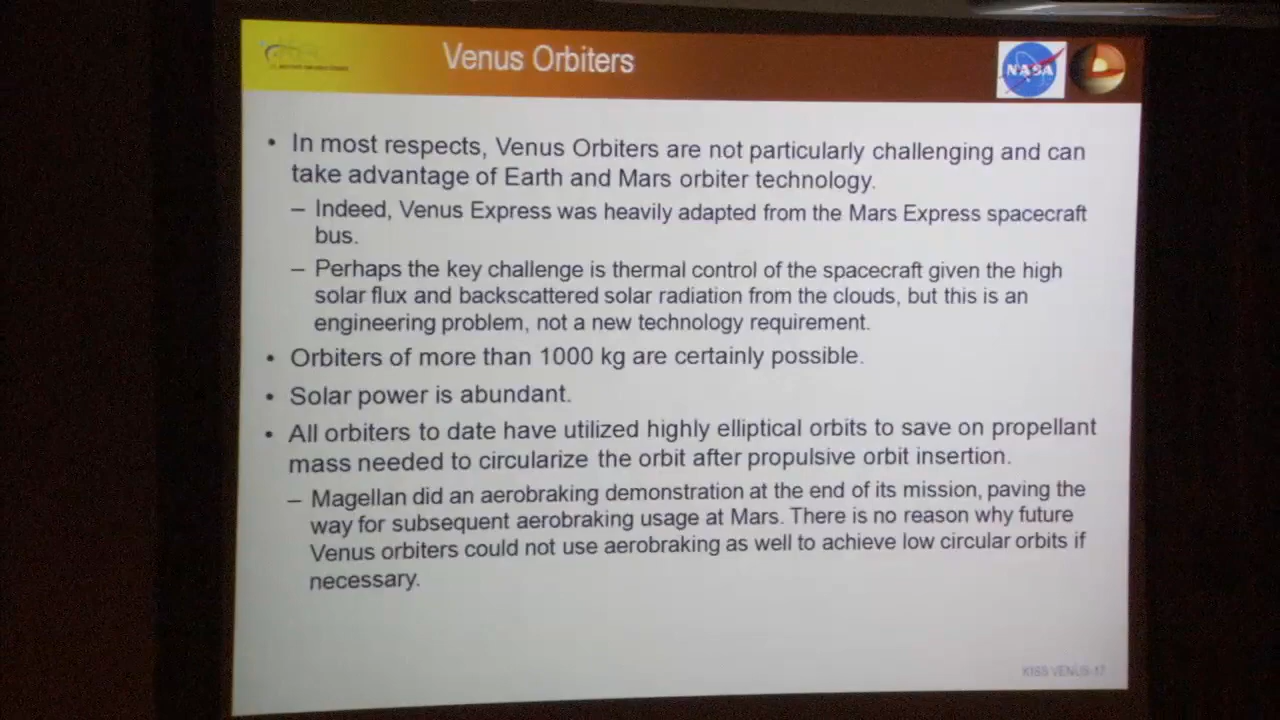 Venus Orbiters
NASA
• In most respects, Venus Orbiters are not particularly challenging and can
take advantage of Earth and Mars orbiter technology.
– Indeed, Venus Express was heavily adapted from the Mars Express spacecraft
bus.
– Perhaps the key challenge is thermal control of the spacecraft given the high
solar flux and backscattered solar radiation from the clouds, but this is an
engineering problem, not a new technology requirement.
• Orbiters of more than 1000 kg are certainly possible.
• Solar power is abundant.
• All orbiters to date have utilized highly elliptical orbits to save on propellant
mass needed to circularize the orbit after propulsive orbit insertion.
– Magellan did an aerobraking demonstration at the end of its mission, paving the
way for subsequent aerobraking usage at Mars. There is no reason why future
Venus orbiters could not use aerobraking as well to achieve low circular orbits if
necessary.
KISS VENUS-17